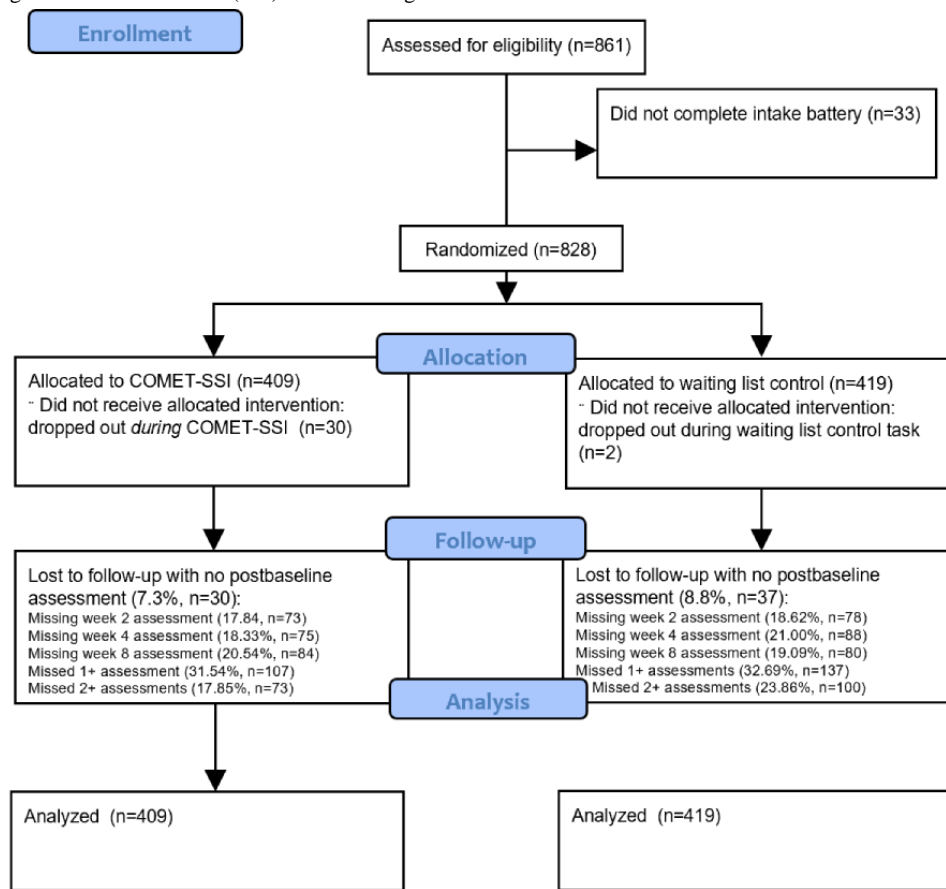 Enrollment
Assessed for eligibility (n=861)
Did not complete intake battery (n=33)
Randomized (n=828)
Allocation
Allocated to COMET-SSI (n=409)
¨ Did not receive allocated intervention:
dropped out during COMET-SSI (n=30)
Allocated to waiting list control (n=419)
¨ Did not receive allocated intervention:
dropped out during waiting list control task
(n=2)
Follow-up
Lost to follow-up with no postbaseline
assessment (7.3%, n=30):
Missing week 2 assessment (17.84, n=73)
Missing week 4 assessment (18.33%, n=75)
Missing week 8 assessment (20.54%, n=84)
Missed 1+ assessment (31.54%, n=107)
Missed 2+ assessments (17.85%, n=73)
Lost to follow-up with no postbaseline
assessment (8.8%, n=37):
Missing week 2 assessment (18.62%, n=78)
Missing week 4 assessment (21.00%, n=88)
Missing week 8 assessment (19.09%, n=80)
Missed 1+ assessments (32.69%, n=137)
Missed 2+ assessments (23.86%, n=100)
Analysis
Analyzed (n=409)
Analyzed (n=419)